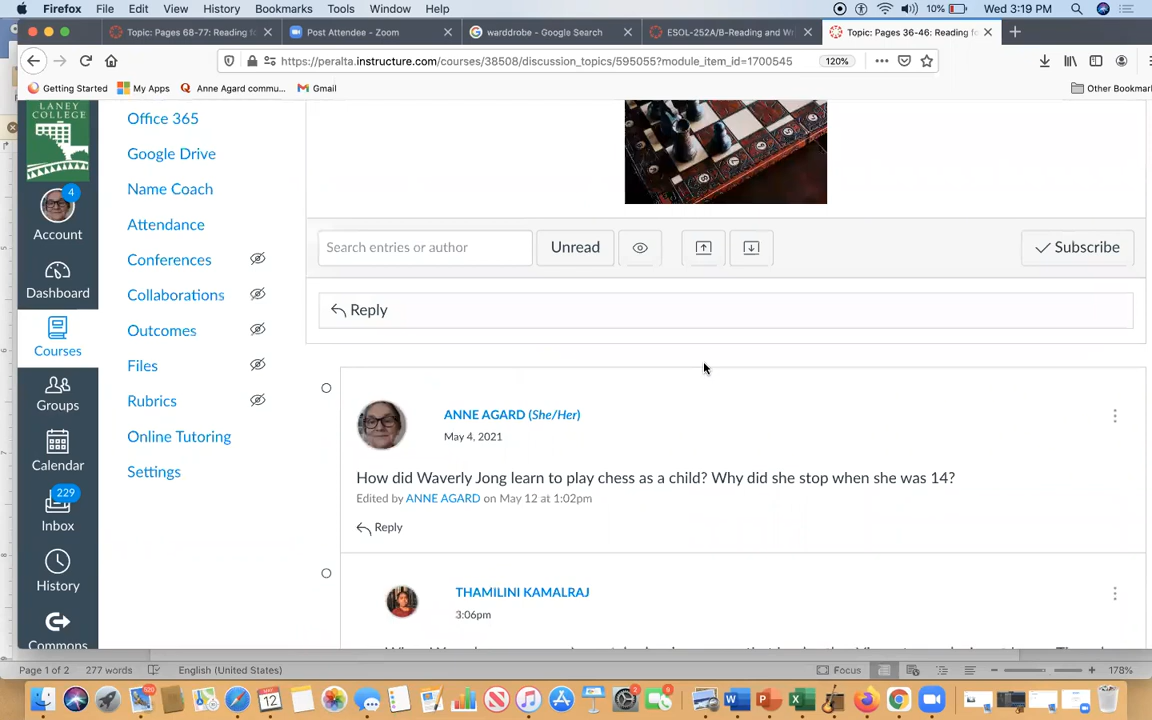 Firefox File Edit View History Bookmarks Tools Window Help 10% Wed 3:19 PM
Topic: Pages 68-77: Reading fo Post Attendee - Zoom warddrobe - Google Search ESOL-252A/B-Reading and Wr Topic: Pages 36-46: Reading fo
https://peralta.instructure.com/courses/38508/discussion_topics/595055?module_item_id=1700545 120%
Getting Started My Apps Anne Agard commu... Gmail Other Bookmar
LANEY
COLLEGE
4
Account
Dashboard
Courses
Groups
Calendar
229
Inbox
History
Commons
Office 365
Google Drive
Name Coach
Attendance
Conferences
Collaborations
Outcomes
Files
Rubrics
Online Tutoring
Settings
Search entries or author Unread Subscribe
Reply
ANNE AGARD (She/Her)
May 4, 2021
How did Waverly Jong learn to play chess as a child? Why did she stop when she was 14?
Edited by ANNE AGARD on May 12 at 1:02pm
Reply
THAMILINI KAMALRAJ
3:06pm
Page 1 of 2 277 words English (United States) Focus 178%